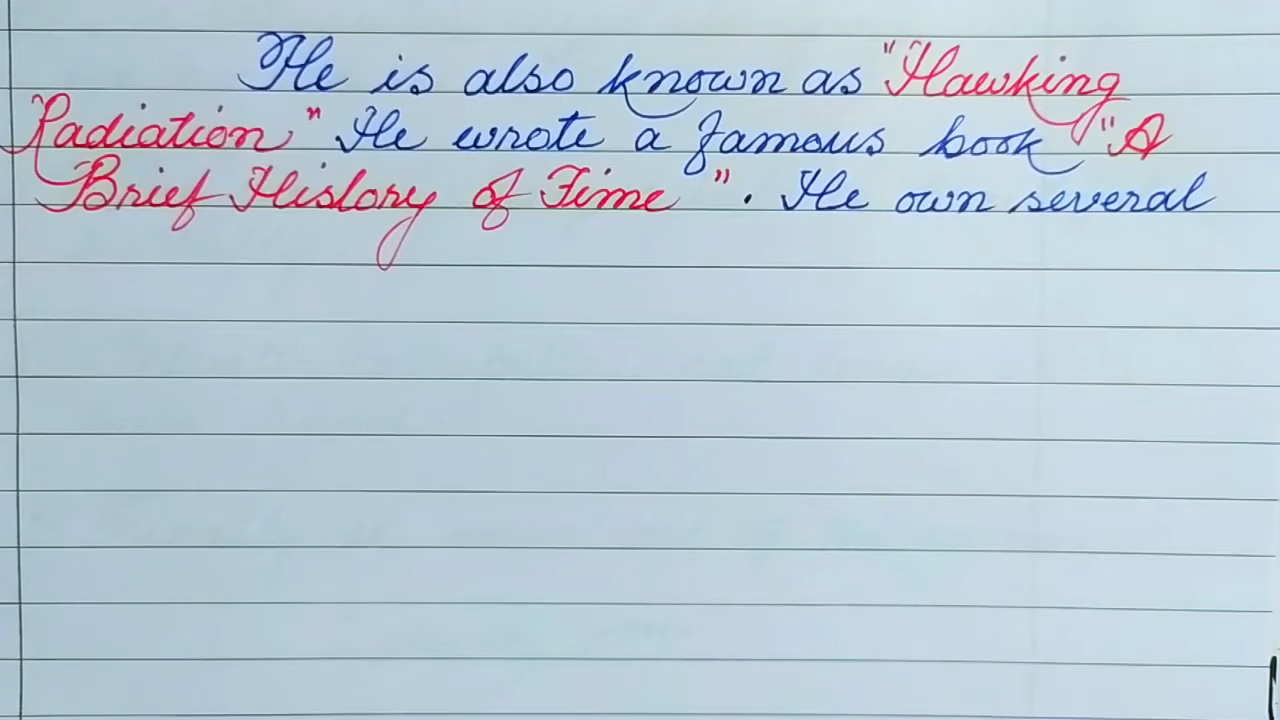 He is also known as "Hawking
Radiation" He wrote a famous book "A
Brief History of Time". He own several